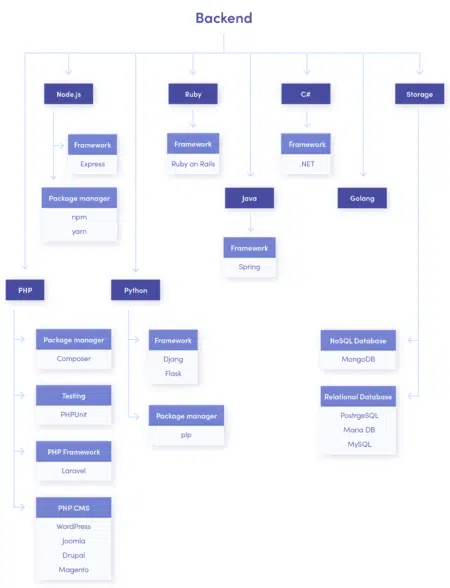 Backend
Node.js
Ruby
C#
Storage
Framework
Express
Framework
Ruby on Rails
Framework
.NET
Package manager
npm
yarn
Java
Golang
Framework
Spring
PHP
Python
Package manager
Composer
Framework
Djang
Flask
NoSQL Database
MongoDB
Testing
PHPUnit
Package manager
pip
Relational Database
PostrgeSQL
Maria DB
MySQL
PHP Framework
Laravel
PHP CMS
WordPress
Joomla
Drupal
Magento